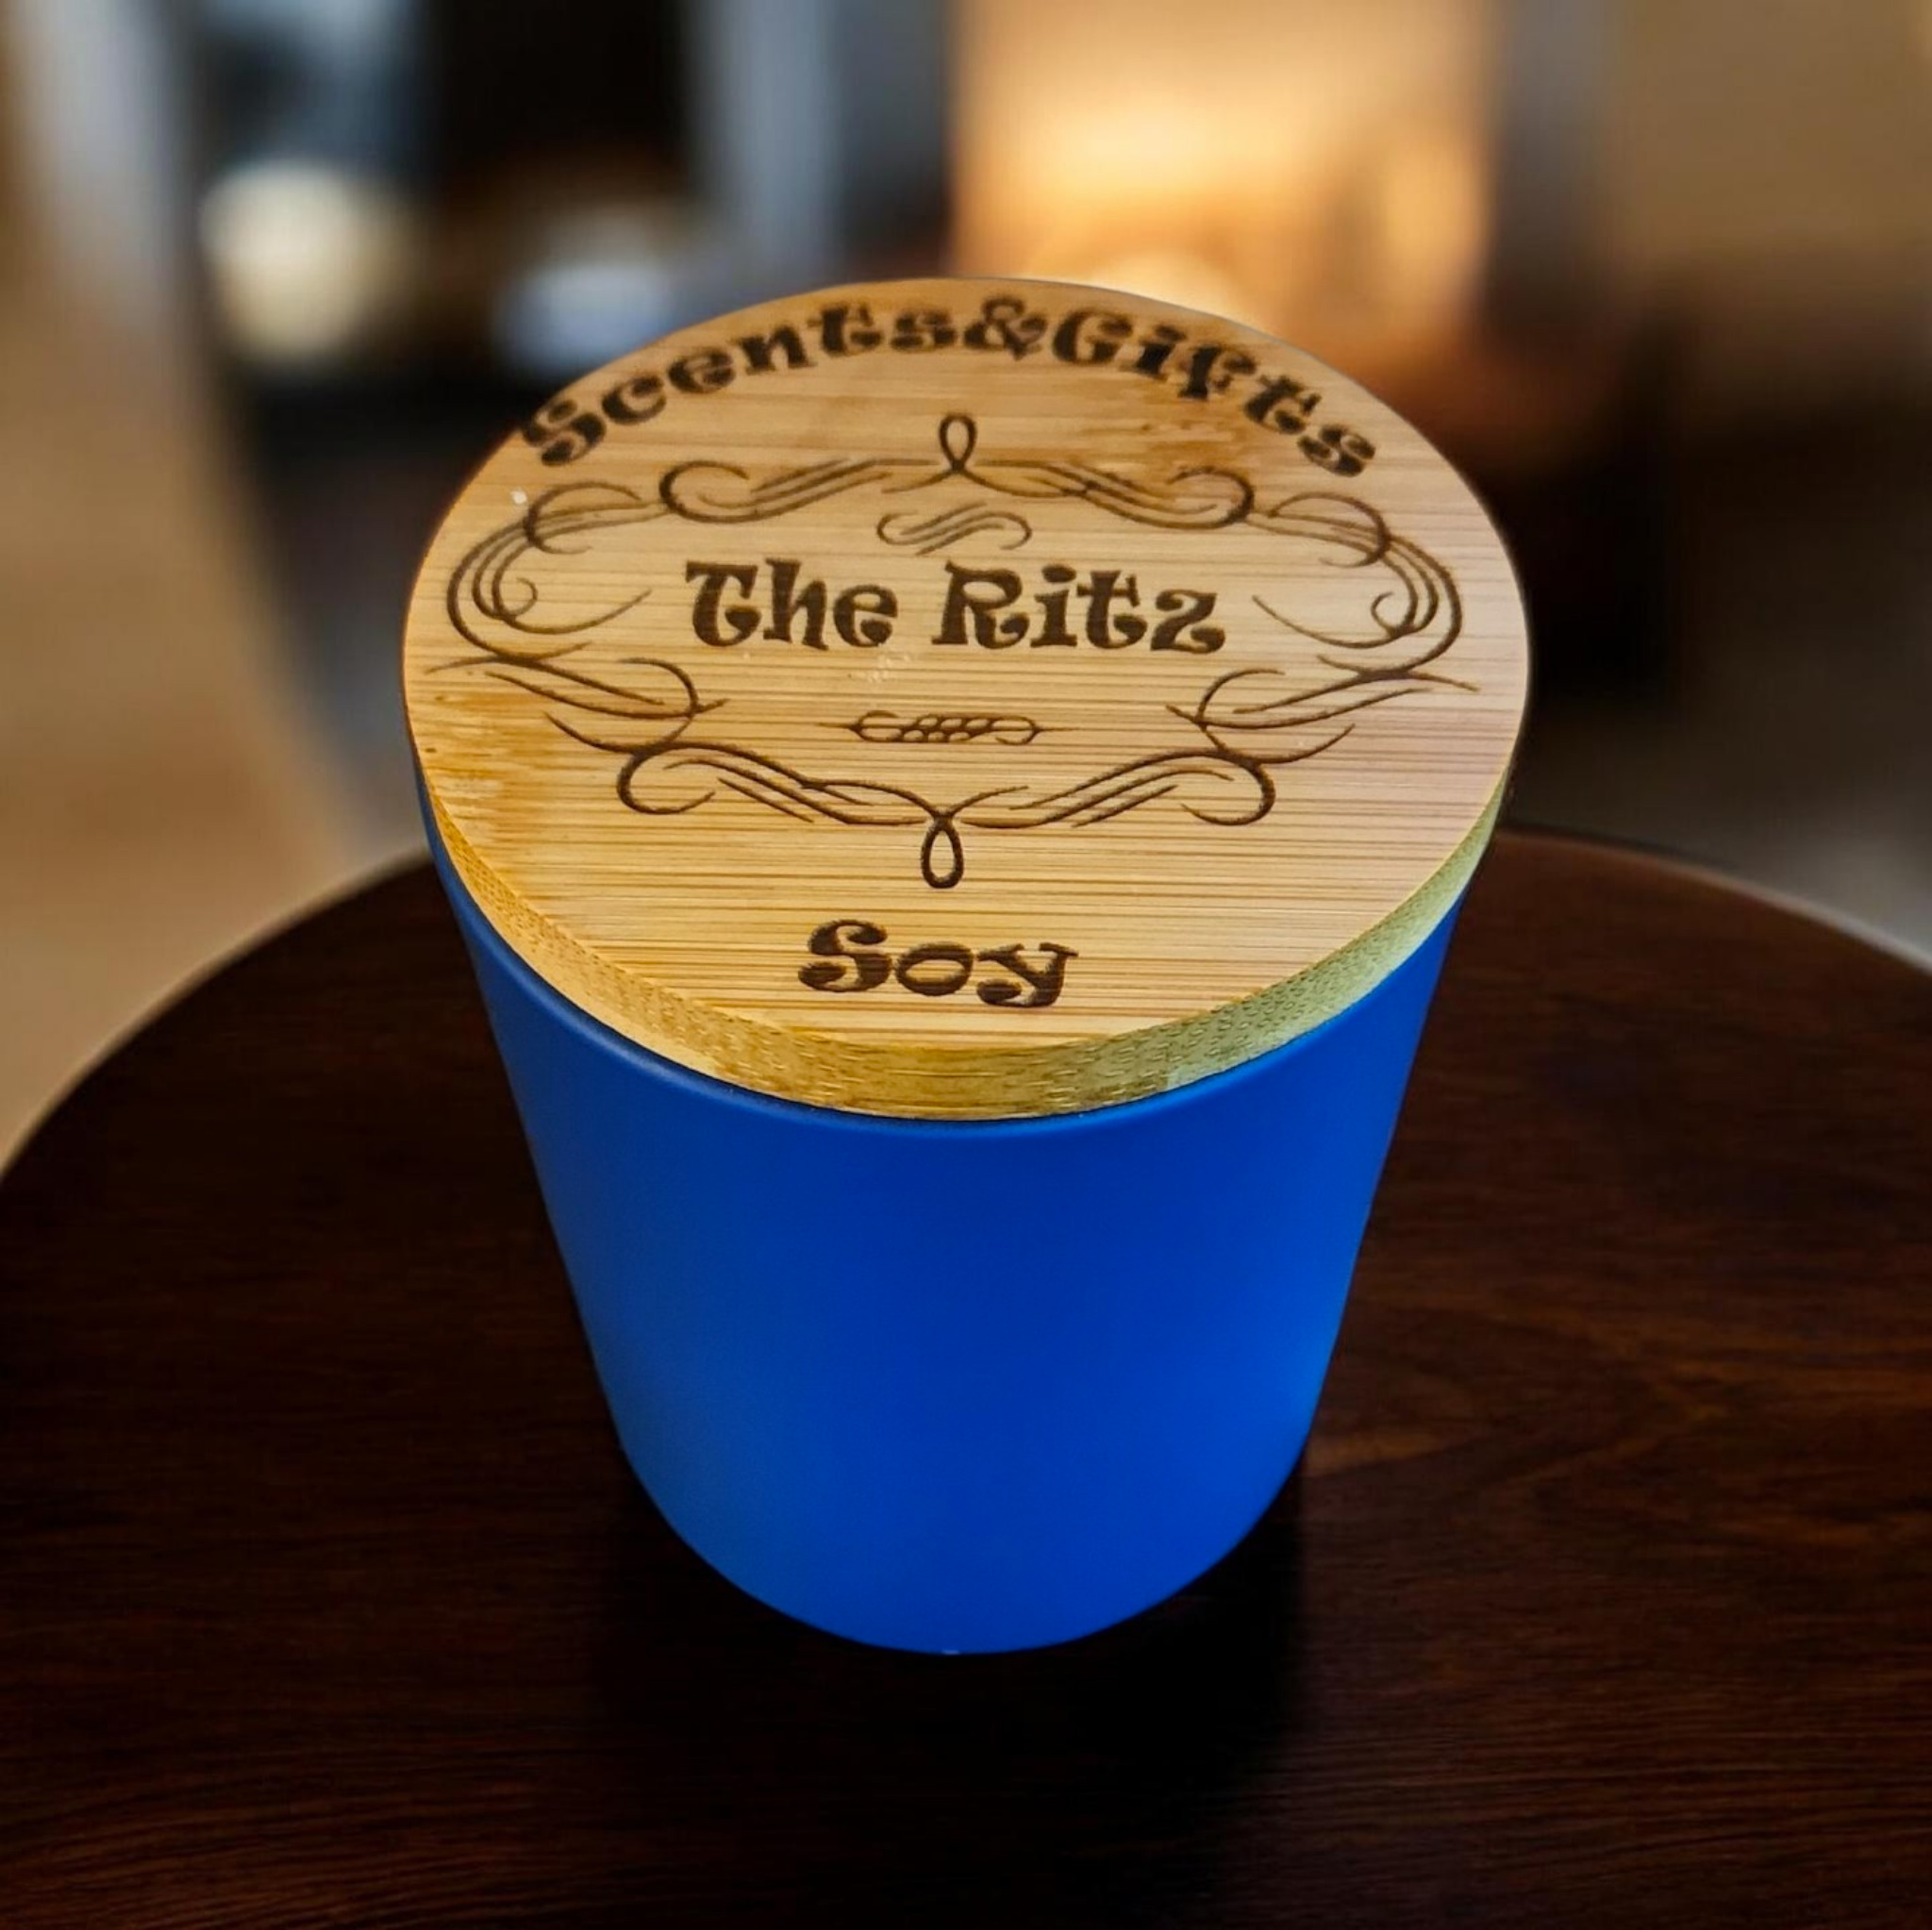 Scents&Gifts
The Ritz
Soy